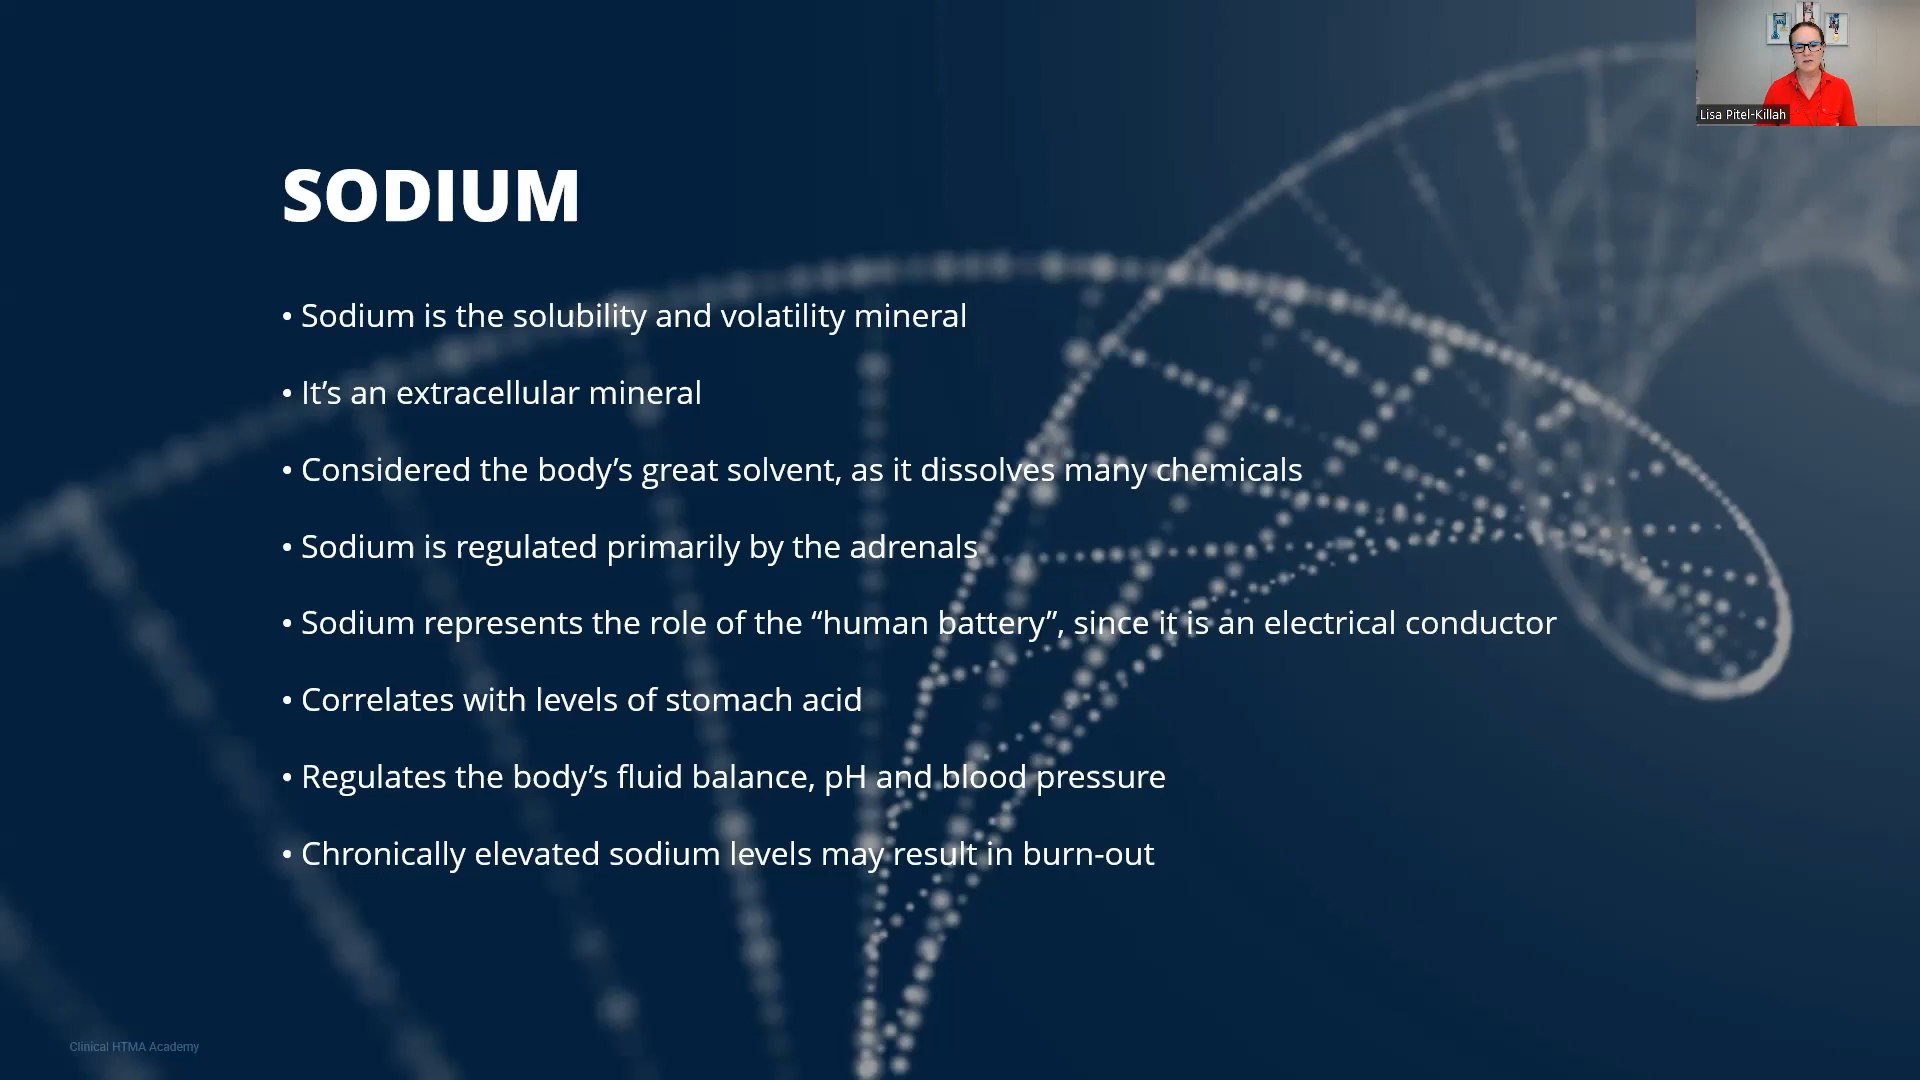 Lisa Pitel-Killah
SODIUM
• Sodium is the solubility and volatility mineral
• It’s an extracellular mineral
• Considered the body’s great solvent, as it dissolves many chemicals
• Sodium is regulated primarily by the adrenals
• Sodium represents the role of the “human battery”, since it is an electrical conductor
• Correlates with levels of stomach acid
• Regulates the body’s fluid balance, pH and blood pressure
• Chronically elevated sodium levels may result in burn-out
Clinical HTMA Academy